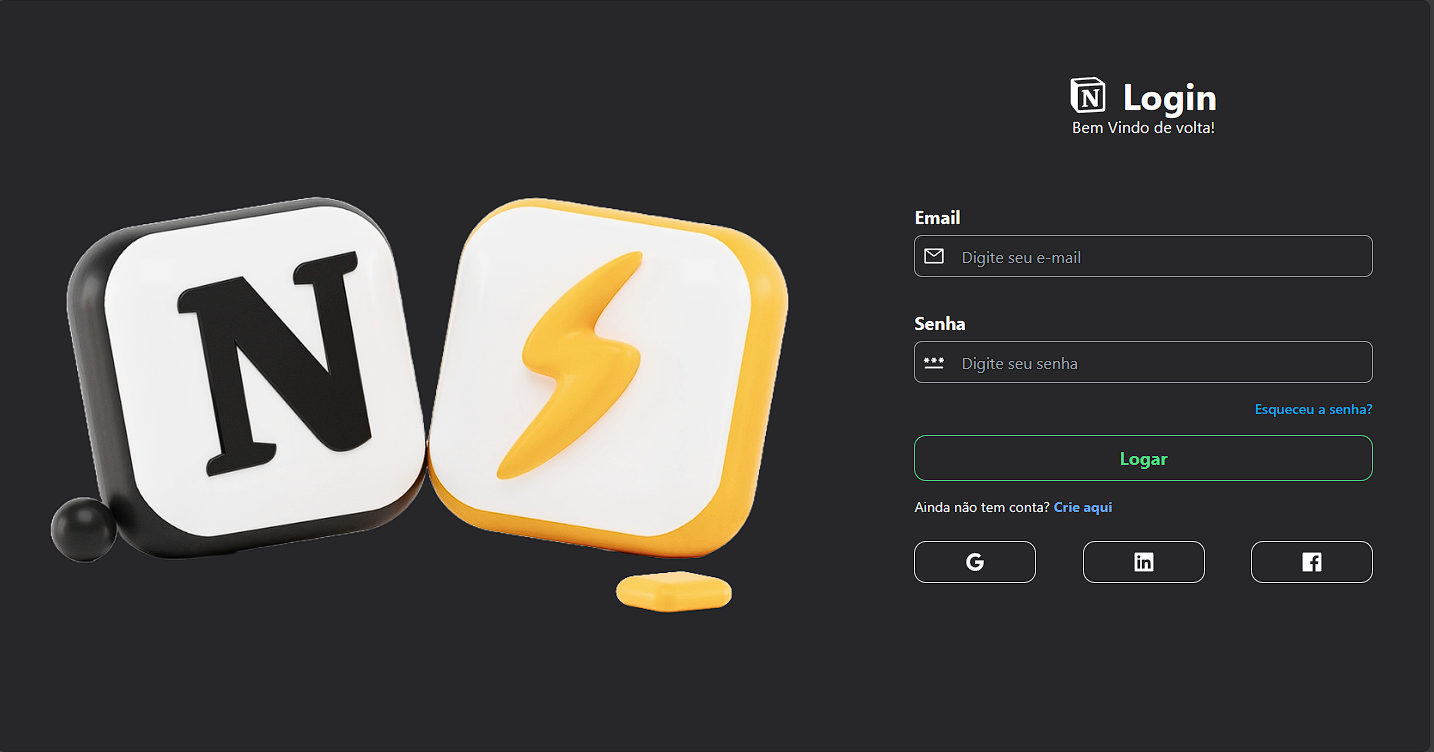 N
N Login
Bem Vindo de volta!
Email
Digite seu e-mail
Senha
*** Digite seu senha
Esqueceu a senha?
Logar
Ainda não tem conta? Crie aqui
G in f